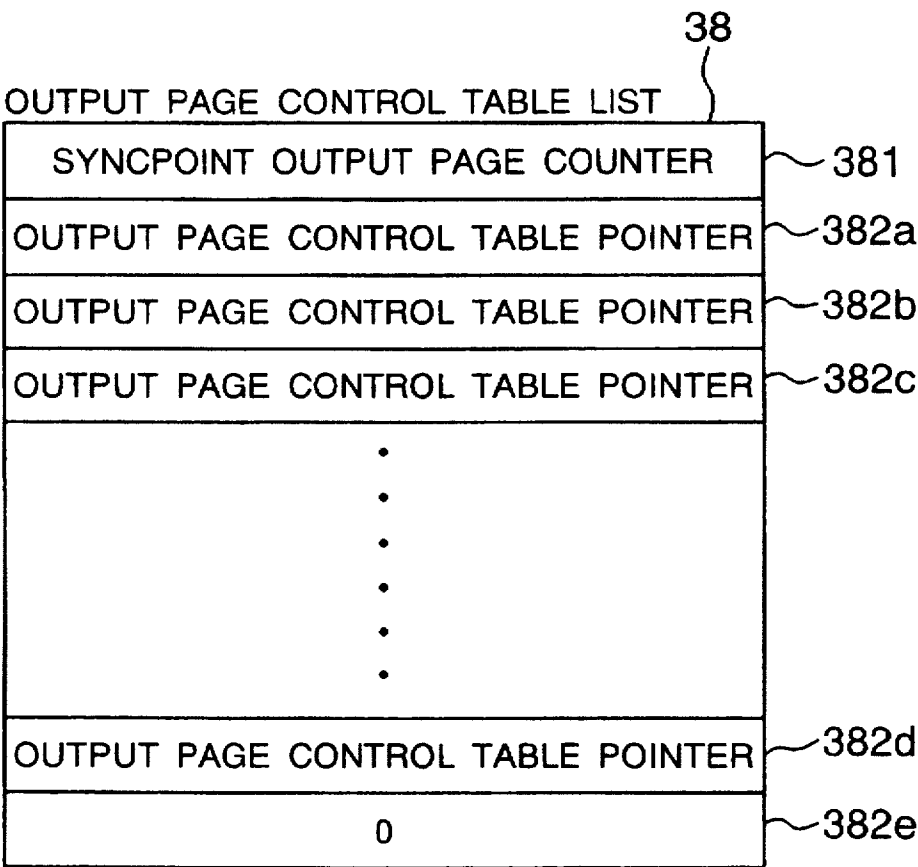 38
OUTPUT PAGE CONTROL TABLE LIST
SYNCPOINT OUTPUT PAGE COUNTER 381
OUTPUT PAGE CONTROL TABLE POINTER 382a
OUTPUT PAGE CONTROL TABLE POINTER 382b
OUTPUT PAGE CONTROL TABLE POINTER 382c
OUTPUT PAGE CONTROL TABLE POINTER 382d
0 382e